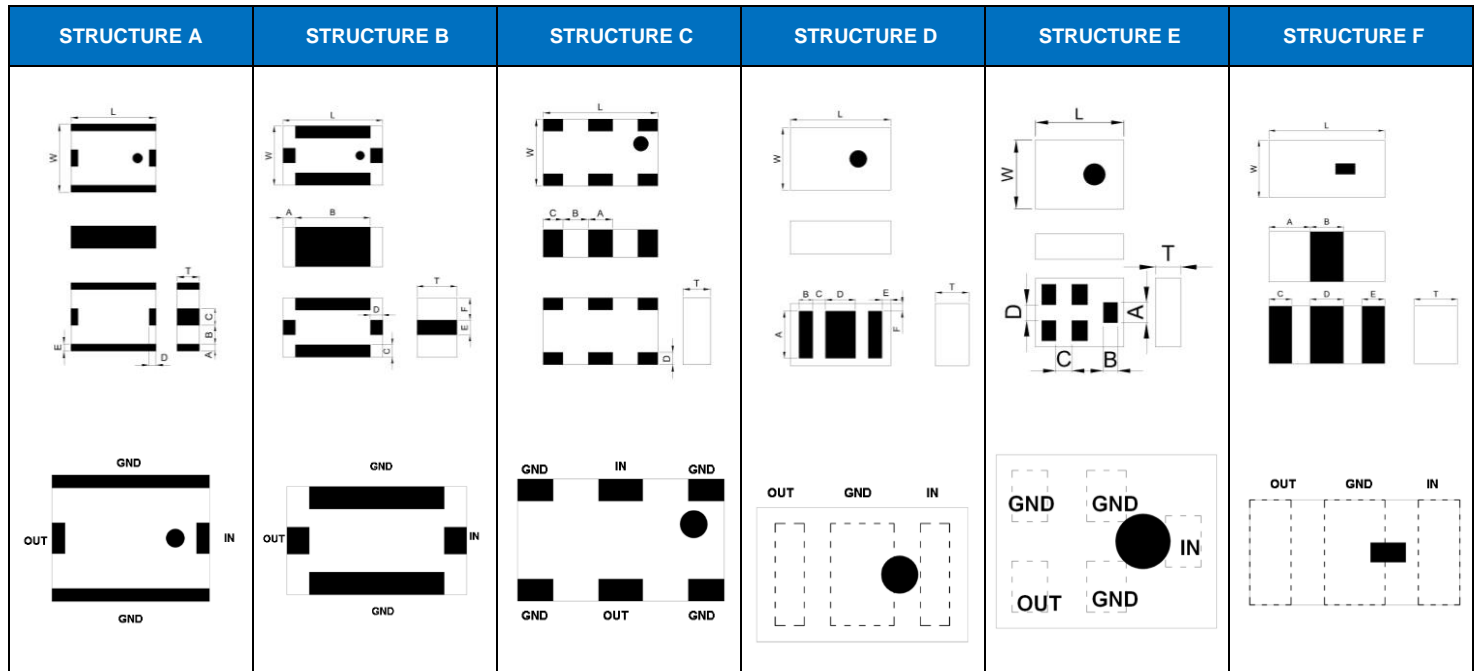 STRUCTURE A
STRUCTURE B
STRUCTURE C
STRUCTURE D
STRUCTURE E
STRUCTURE F
L
W
T
C
B
A
E
D
GND
OUT
IN
GND
L
W
A
B
T
D
F
E
C
GND
OUT
IN
GND
L
W
C
B
A
T
D
GND
IN
GND
GND
OUT
GND
L
W
B
C
D
E
T
A
F
OUT
GND
IN
L
W
T
D
A
C
B
GND
GND
IN
OUT
GND
L
W
A
B
C
D
E
T
OUT
GND
IN